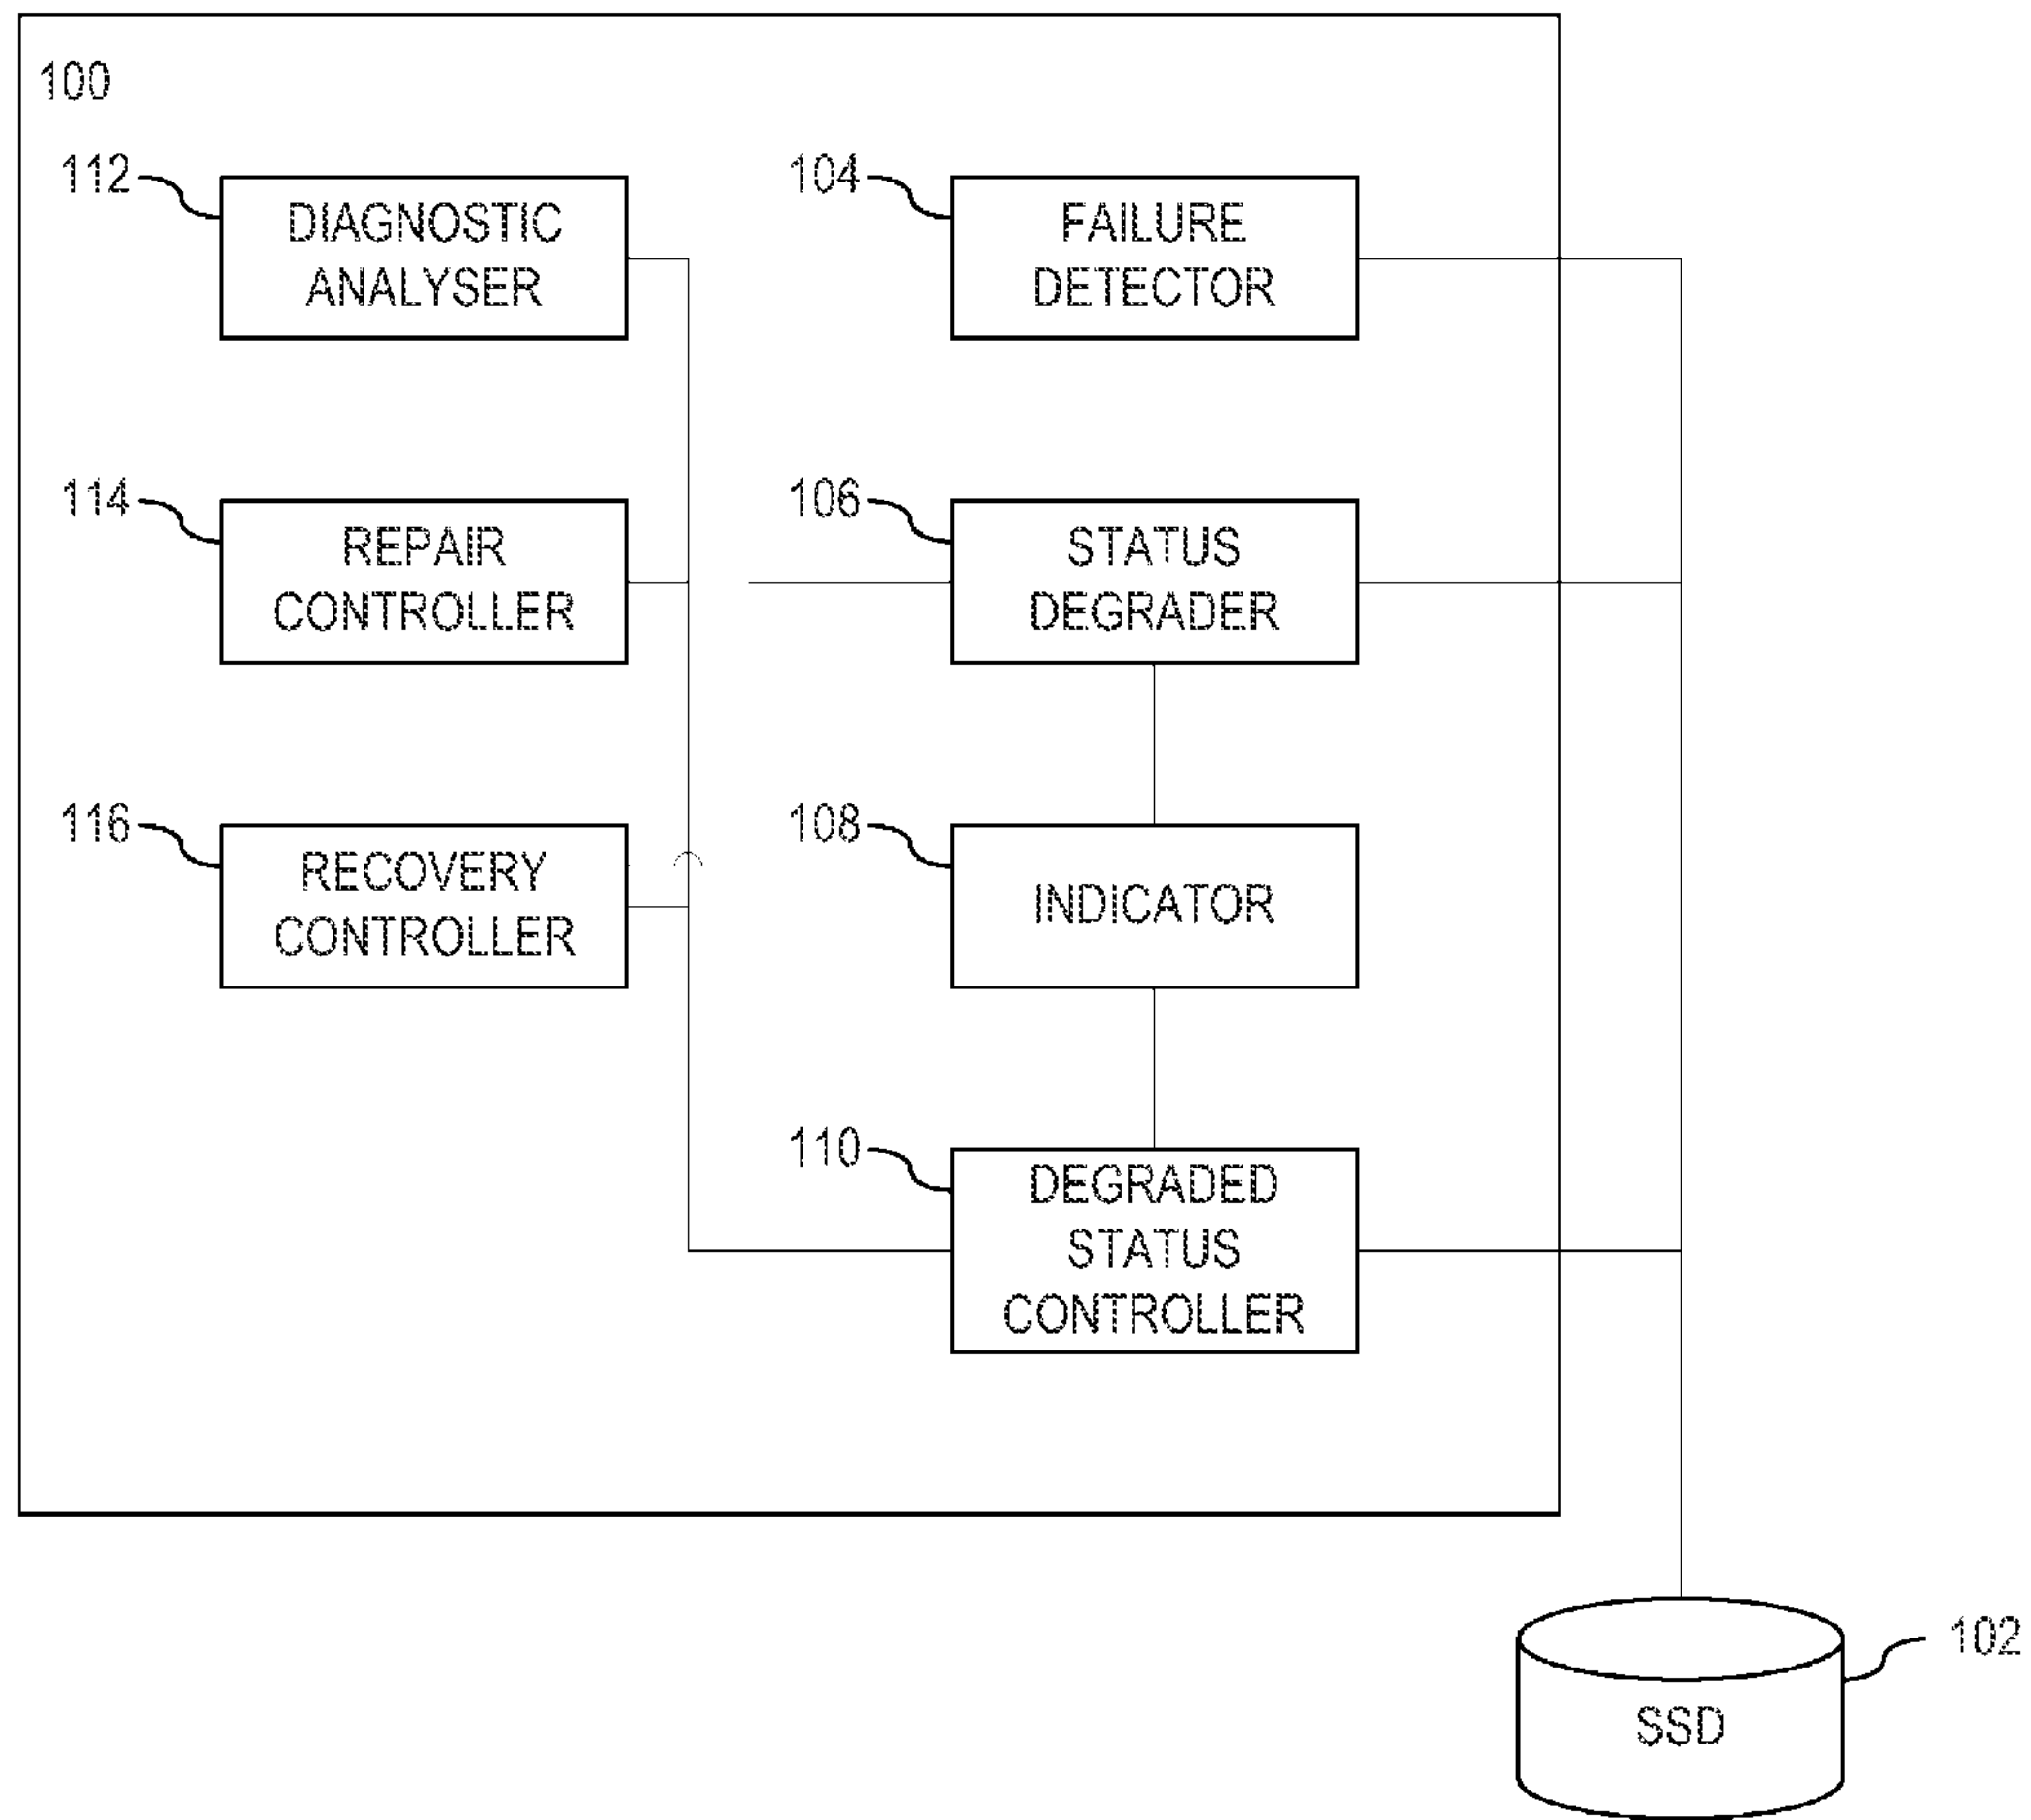 100
112
DIAGNOSTIC
ANALYSER
104
FAILURE
DETECTOR
114
REPAIR
CONTROLLER
106
STATUS
DEGRADER
116
RECOVERY
CONTROLLER
108
INDICATOR
110
DEGRADED
STATUS
CONTROLLER
102
SSD